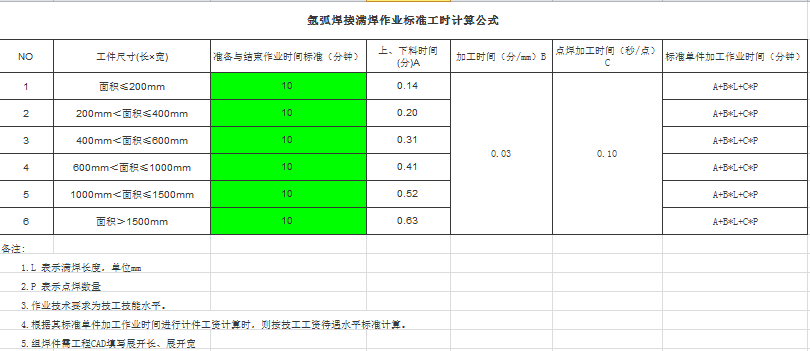 氩弧焊接满焊作业标准工时计算公式
NO 工件尺寸(长×宽) 准备与结束作业时间标准（分钟） 上、下料时间(分)A 加工时间（分/mm）B 点焊加工时间（秒/点）C 标准单件加工作业时间（分钟）
1 面积≤200mm 10 0.14 0.03 0.10 A+B*L+C*P
2 200mm＜面积≤400mm 10 0.20 A+B*L+C*P
3 400mm＜面积≤600mm 10 0.31 A+B*L+C*P
4 600mm＜面积≤1000mm 10 0.41 A+B*L+C*P
5 1000mm＜面积≤1500mm 10 0.52 A+B*L+C*P
6 面积＞1500mm 10 0.63 A+B*L+C*P
备注：
1.L 表示满焊长度，单位mm
2.P 表示点焊数量
3.作业技术要求为技工技能水平。
4.根据其标准单件加工作业时间进行计件工资计算时，则按技工工资待遇水平标准计算。
5.组焊件需工程CAD填写展开长、展开宽